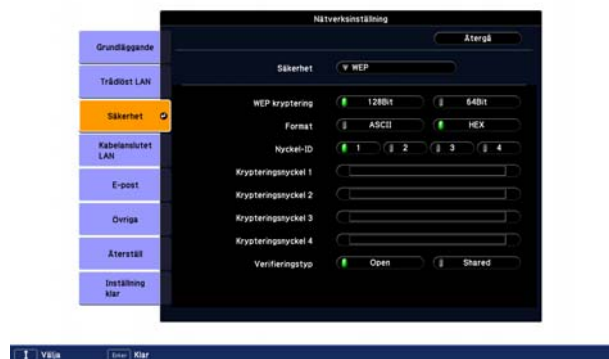 Nätverksinställning
Återgå
Grundläggande
Trådlöst LAN
Säkerhet
Kabelanslutet
LAN
E-post
Övriga
Återställ
Inställning
klar
Säkerhet
WEP
WEP kryptering
128Bit
64Bit
Format
ASCII
HEX
Nyckel-ID
1
2
3
4
Krypteringsnyckel 1
Krypteringsnyckel 2
Krypteringsnyckel 3
Krypteringsnyckel 4
Verifieringstyp
Open
Shared
Välja
Enter
Klar